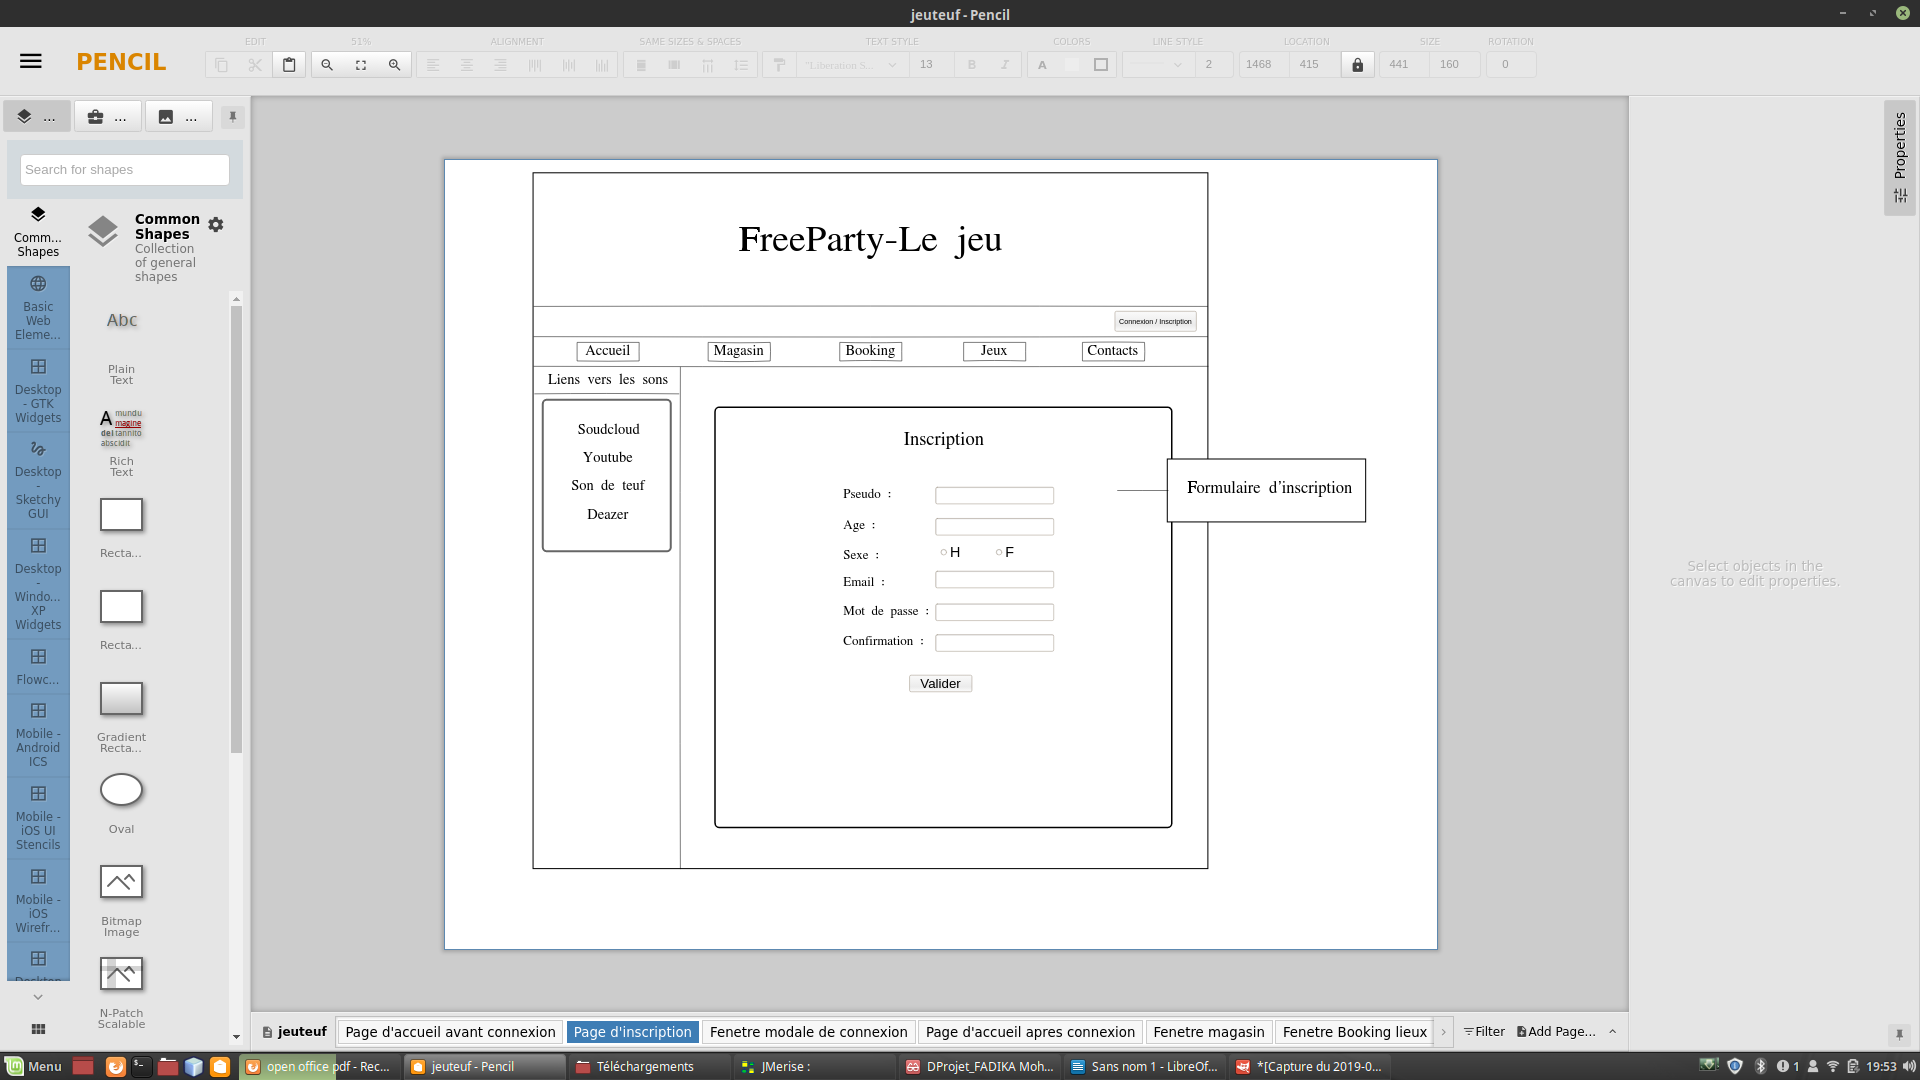 jeuteuf - Pencil
PENCIL
EDIT
51%
ALIGNMENT
SAME SIZES & SPACES
TEXT STYLE
COLORS
LINE STYLE
LOCATION
SIZE
ROTATION
"Liberation S...
13
B
I
A
2
1468
415
441
160
0
...
...
...
Search for shapes
Comm...
Shapes
Basic
Web
Eleme...
Desktop
- GTK
Widgets
Desktop
-
Sketchy
GUI
Desktop
-
Windo...
XP
Widgets
Flowc...
Mobile -
Android
ICS
Mobile -
iOS UI
Stencils
Mobile -
iOS
Wirefr...
Desktop
Common
Shapes
Collection
of general
shapes
Abc
Plain
Text
A mundu
magine
del tannito
abscidit
Rich
Text
Recta...
Recta...
Gradient
Recta...
Oval
Bitmap
Image
N-Patch
Scalable
FreeParty-Le jeu
Connexion / Inscription
Accueil
Magasin
Booking
Jeux
Contacts
Liens vers les sons
Soudcloud
Youtube
Son de teuf
Deazer
Inscription
Pseudo :
Age :
Sexe :
H
F
Email :
Mot de passe :
Confirmation :
Valider
Formulaire d'inscription
Properties
Select objects in the
canvas to edit properties.
jeuteuf
Page d'accueil avant connexion
Page d'inscription
Fenetre modale de connexion
Page d'accueil apres connexion
Fenetre magasin
Fenetre Booking lieux
Filter
Add Page...
Menu
open office pdf - Rec...
jeuteuf - Pencil
Téléchargements
JMerise :
DProjet_FADIKA Moh...
Sans nom 1 - LibreOf...
*[Capture du 2019-0...
1
19:53